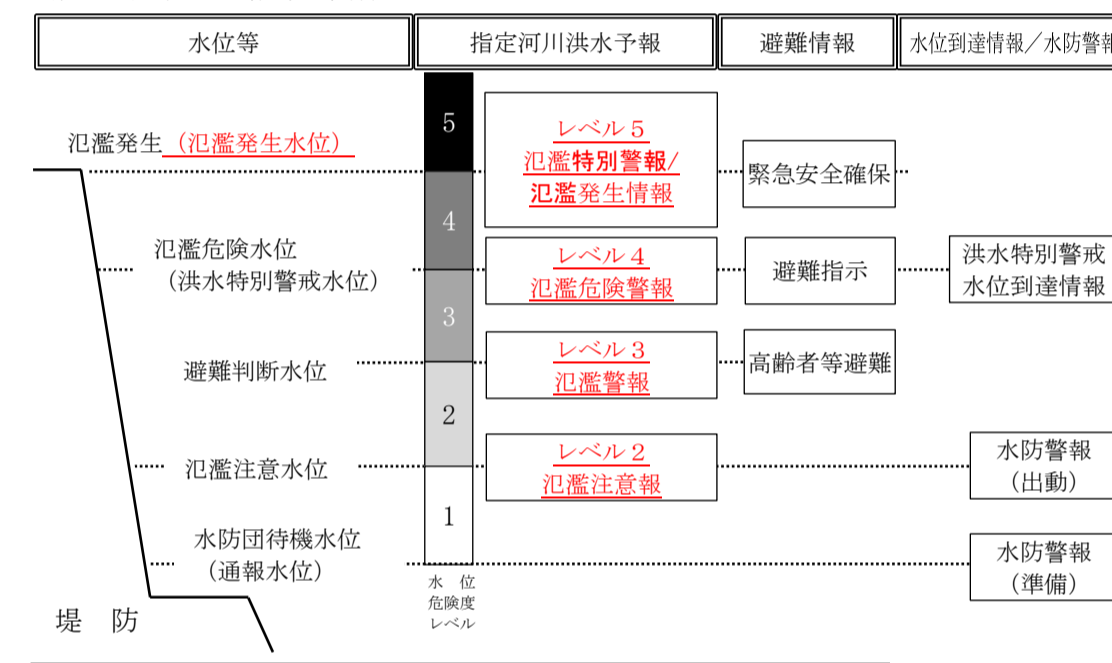 水位等
指定河川洪水予報
避難情報
水位到達情報/水防警報
氾濫発生(氾濫発生水位)
5
レベル5
氾濫特別警報/
氾濫発生情報
緊急安全確保
4
氾濫危険水位
(洪水特別警戒水位)
レベル4
氾濫危険警報
避難指示
洪水特別警戒
水位到達情報
3
避難判断水位
レベル3
氾濫警報
高齢者等避難
2
氾濫注意水位
レベル2
氾濫注意報
水防警報
(出動)
1
水防団待機水位
(通報水位)
水防警報
(準備)
水 位
危険度
レベル
堤 防